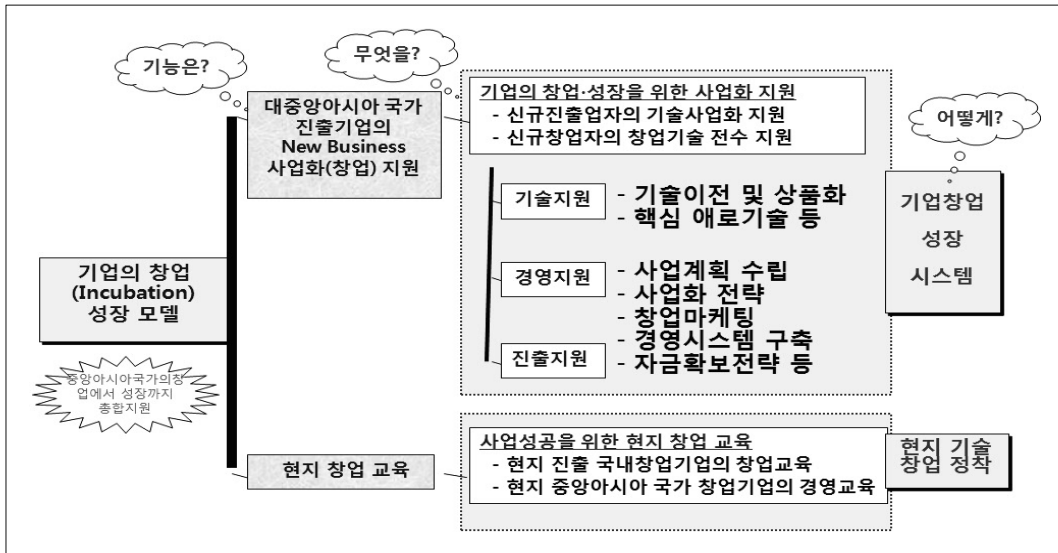 기능은?
무엇을?
어떻게?
기업의 창업
(Incubation)
성장 모델
중앙아시아국가의창
업에서 성장까지
종합지원
대중앙아시아 국가
진출기업의
New Business
사업화(창업) 지원
기업의 창업·성장을 위한 사업화 지원
- 신규진출업자의 기술사업화 지원
- 신규창업자의 창업기술 전수 지원
기술지원
- 기술이전 및 상품화
- 핵심 애로기술 등
경영지원
- 사업계획 수립
- 사업화 전략
- 창업마케팅
- 경영시스템 구축
진출지원
- 자금확보전략 등
기업창업
성장
시스템
현지 창업 교육
사업성공을 위한 현지 창업 교육
- 현지 진출 국내창업기업의 창업교육
- 현지 중앙아시아 국가 창업기업의 경영교육
현지 기술
창업 정착